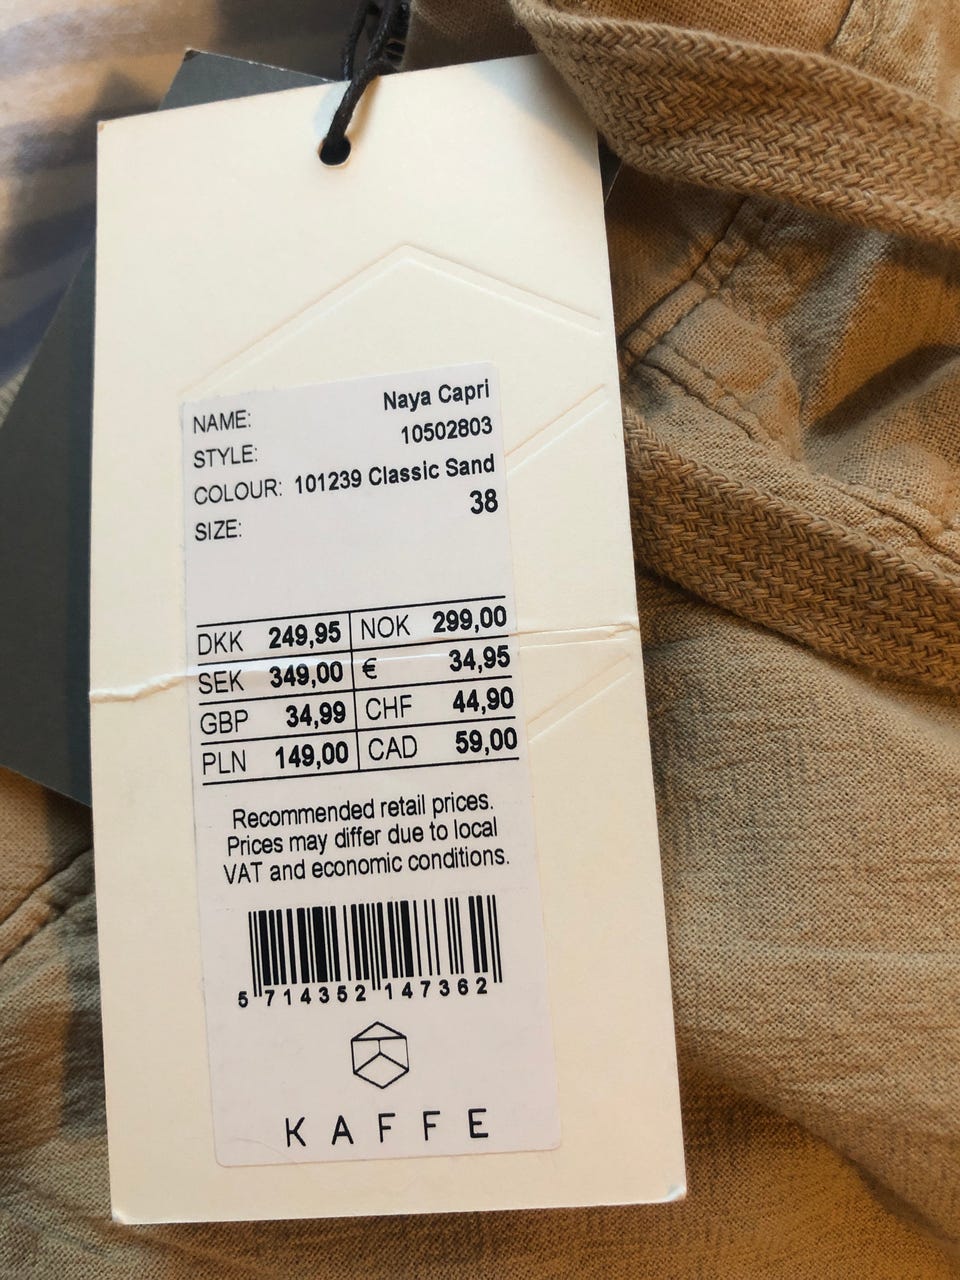 NAME: Naya Capri
STYLE: 10502803
COLOUR: 101239 Classic Sand
SIZE: 38
DKK 249,95 NOK 299,00
SEK 349,00 € 34,95
GBP 34,99 CHF 44,90
PLN 149,00 CAD 59,00
Recommended retail prices.
Prices may differ due to local
VAT and economic conditions.
5 714352 147362
KAFFE